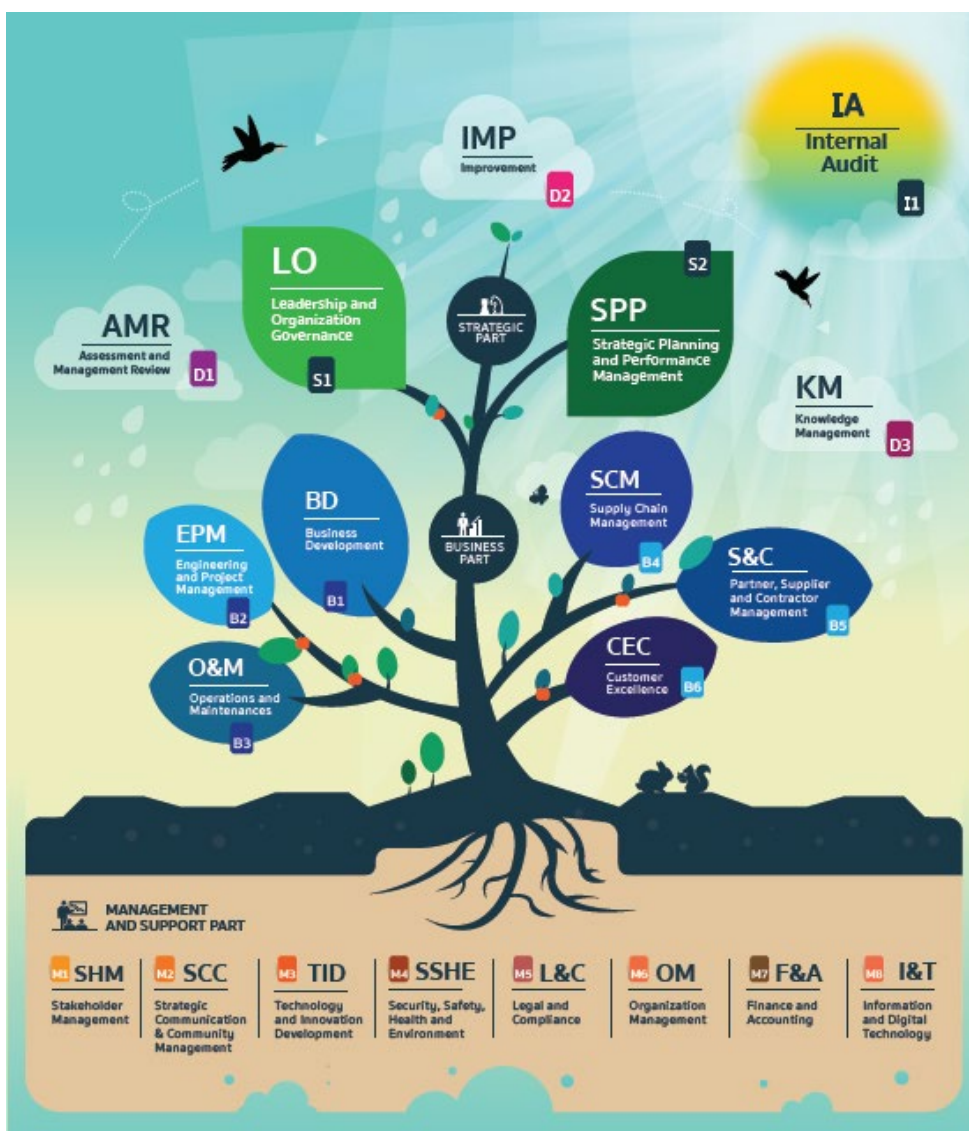 IMP
Improvement
D2
IA
Internal
Audit
I1
LO
Leadership and
Organization
Governance
S1
STRATEGIC
PART
S2
SPP
Strategic Planning
and Performance
Management
AMR
Assessment and
Management Review
D1
KM
Knowledge
Management
D3
BD
Business
Development
B1
BUSINESS
PART
SCM
Supply Chain
Management
B4
EPM
Engineering
and Project
Management
B2
S&C
Partner, Supplier
and Contractor
Management
B5
O&M
Operations and
Maintenances
B3
CEC
Customer
Excellence
B6
MANAGEMENT
AND SUPPORT PART
M1 SHM
Stakeholder
Management
M2 SCC
Strategic
Communication
& Community
Management
M3 TID
Technology
and Innovation
Development
M4 SSHE
Security, Safety,
Health and
Environment
M5 L&C
Legal and
Compliance
M6 OM
Organization
Management
M7 F&A
Finance and
Accounting
M8 I&T
Information
and Digital
Technology